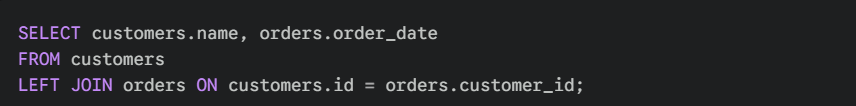 SELECT customers.name, orders.order_date
FROM customers
LEFT JOIN orders ON customers.id = orders.customer_id;